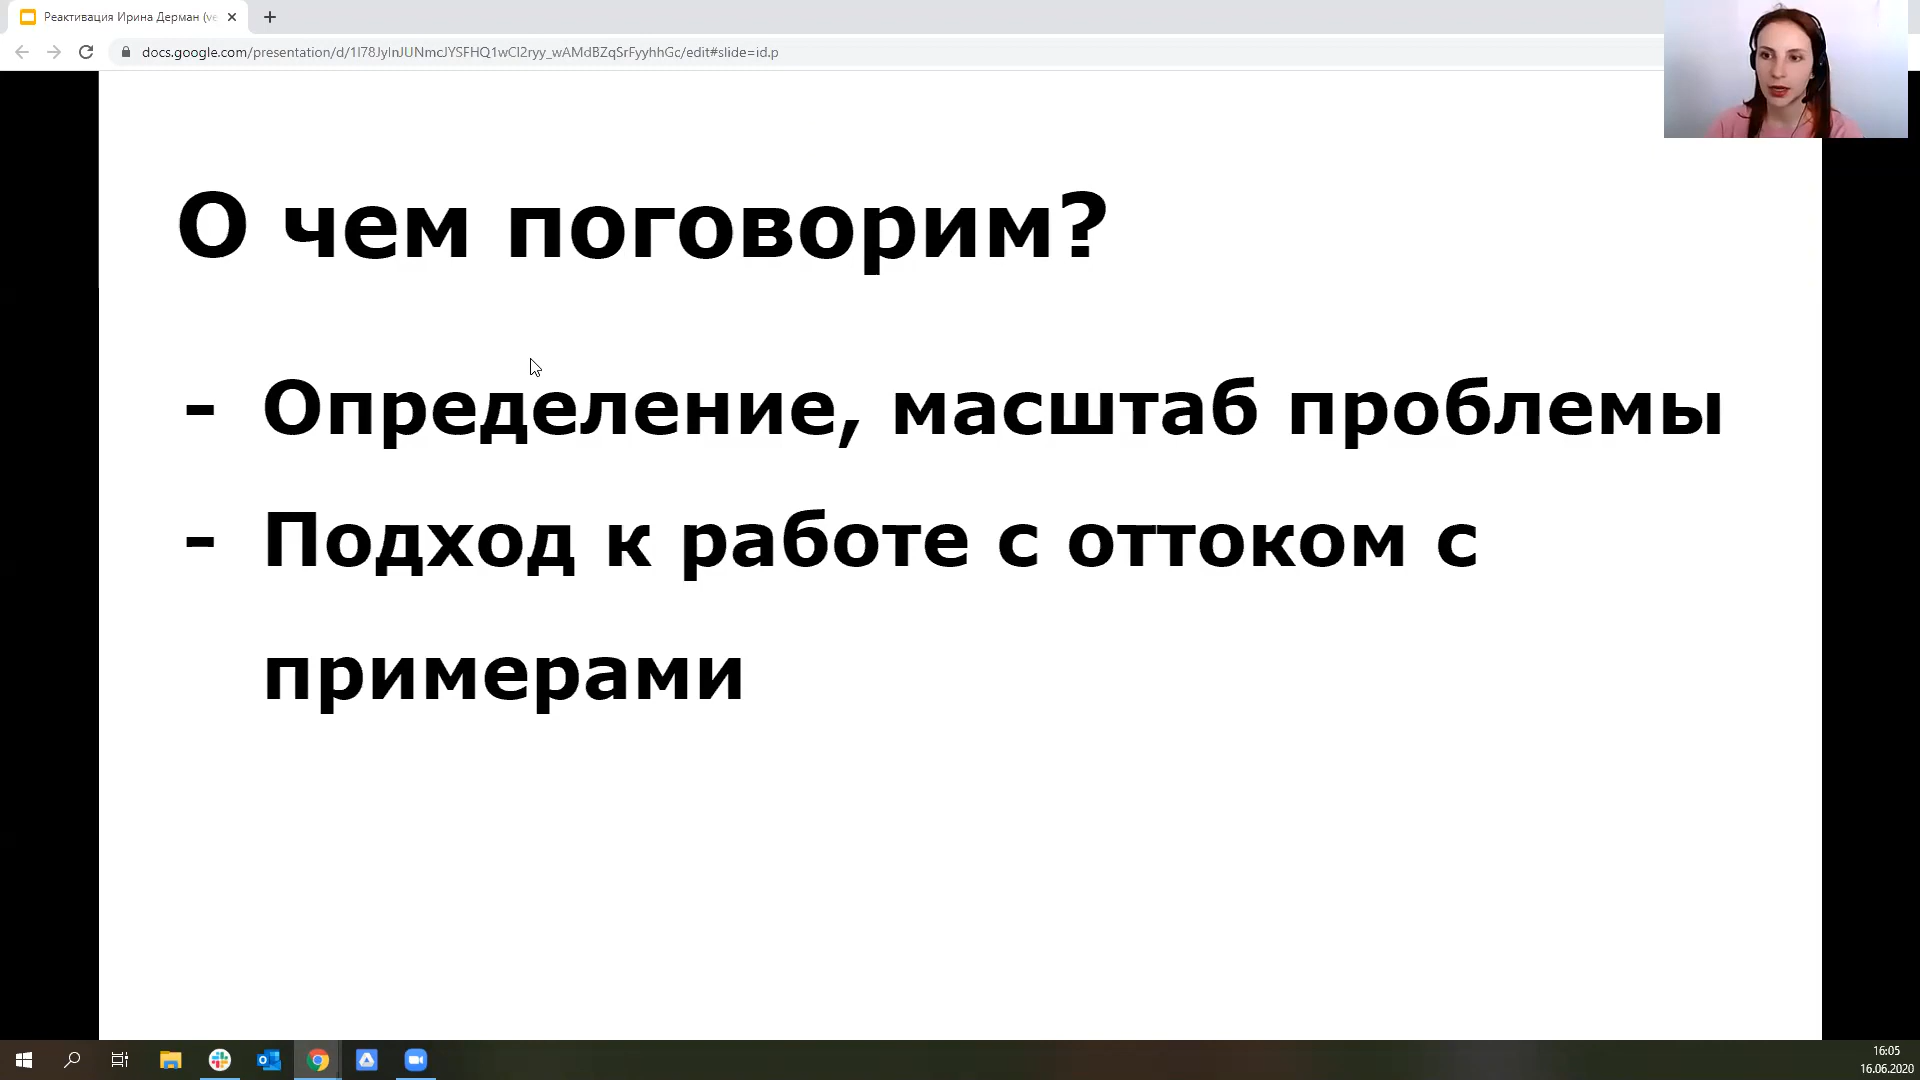 Реактивация Ирина Дерман (ve
docs.google.com/presentation/d/1I78JyInJUNmcJYSFHQ1wCI2ryy_wAMdBZqSrFyyhhGc/edit#slide=id.p
О чем поговорим?
- Определение, масштаб проблемы
- Подход к работе с оттоком с
примерами
16:05
16.06.2020